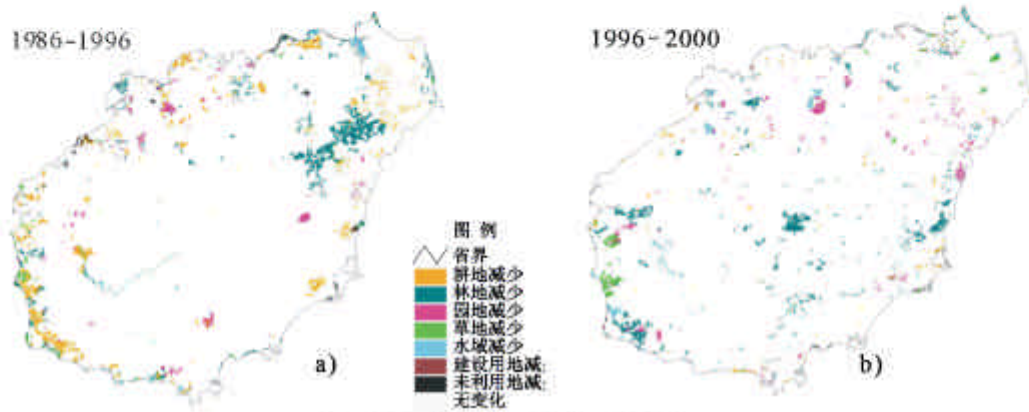 1986-1996
1996-2000
图 例
省界
耕地减少
林地减少
园地减少
草地减少
水域减少
建设用地减
未利用地减
无变化
a)
b)